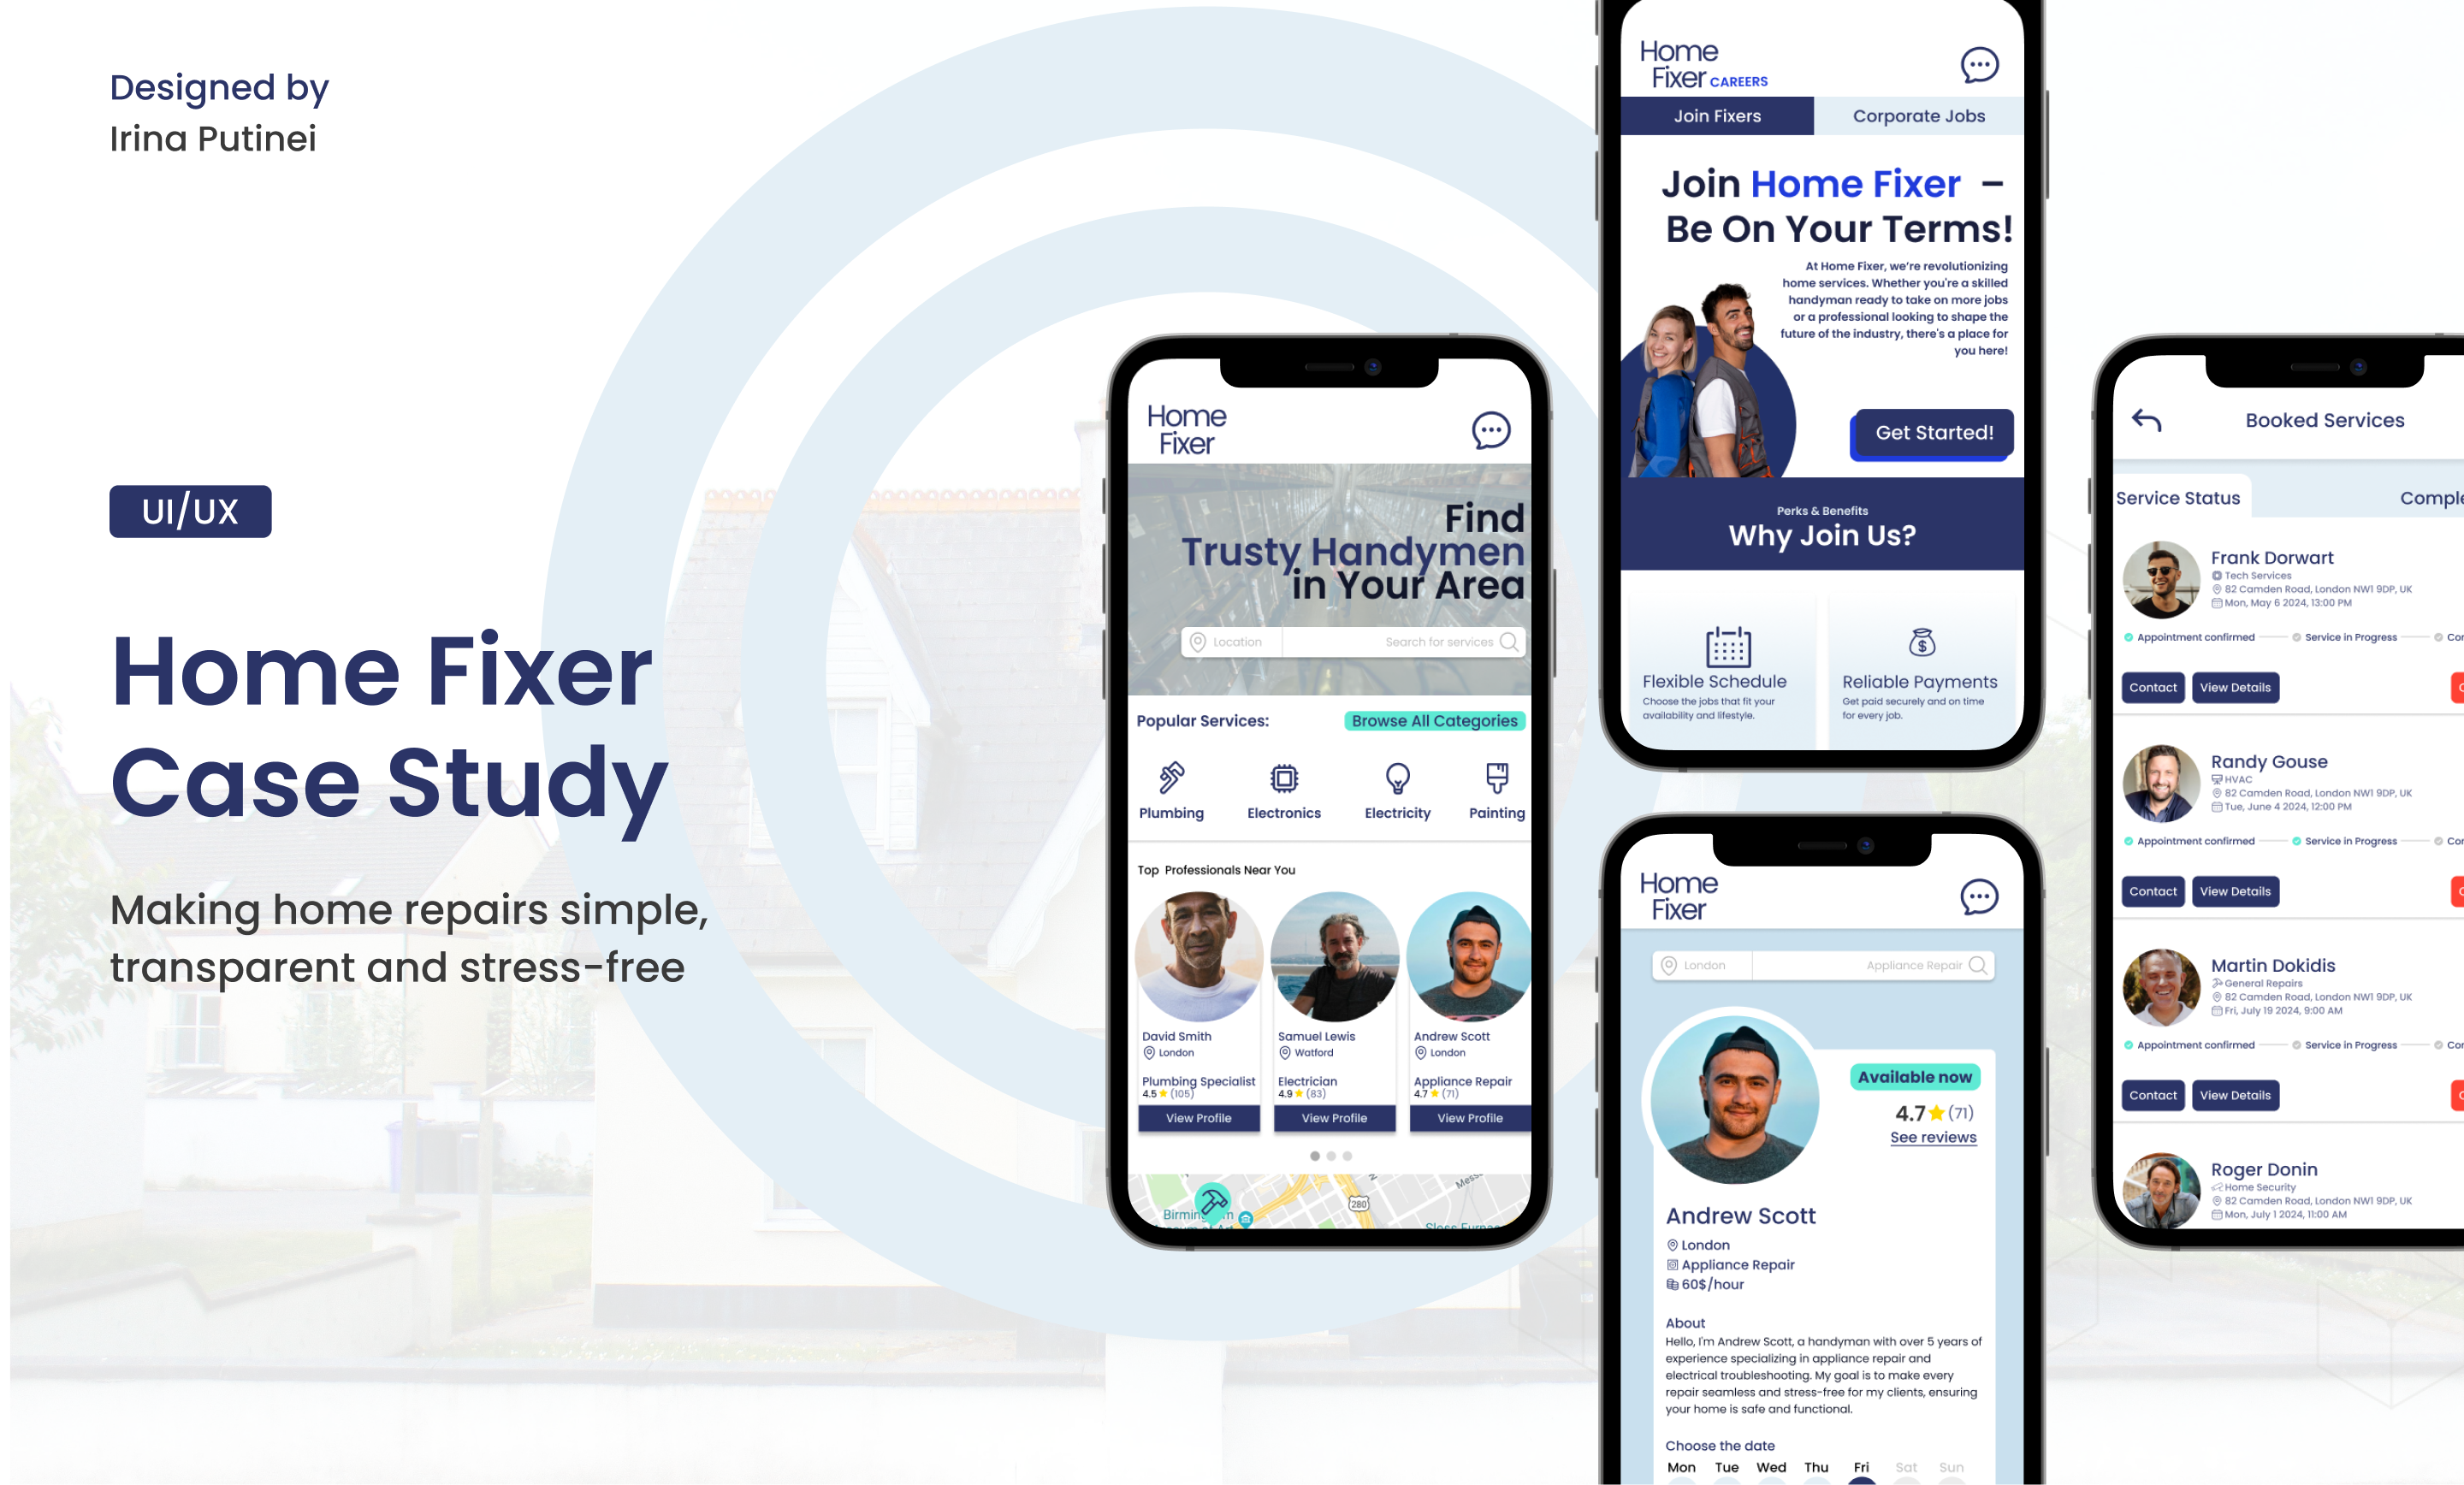 Designed by
Irina Putinei
UI/UX
Home Fixer
Case Study
Making home repairs simple,
transparent and stress-free
Home
Fixer
Find
Trusty Handymen
in Your Area
Location
Search for services
Popular Services:
Browse All Categories
Plumbing
Electronics
Electricity
Painting
Top Professionals Near You
David Smith
London
Plumbing Specialist
4.5 (105)
View Profile
Samuel Lewis
Watford
Electrician
4.9 (83)
View Profile
Andrew Scott
London
Appliance Repair
4.7 (71)
View Profile
280
Home
Fixer CAREERS
Join Fixers
Corporate Jobs
Join Home Fixer –
Be On Your Terms!
At Home Fixer, we’re revolutionizing
home services. Whether you're a skilled
handyman ready to take on more jobs
or a professional looking to shape the
future of the industry, there's a place for
you here!
Get Started!
Perks & Benefits
Why Join Us?
Flexible Schedule
Choose the jobs that fit your
availability and lifestyle.
Reliable Payments
Get paid securely and on time
for every job.
Home
Fixer
London
Appliance Repair
Available now
4.7 (71)
See reviews
Andrew Scott
London
Appliance Repair
60$/hour
About
Hello, I'm Andrew Scott, a handyman with over 5 years of
experience specializing in appliance repair and
electrical troubleshooting. My goal is to make every
repair seamless and stress-free for my clients, ensuring
your home is safe and functional.
Choose the date
Mon Tue Wed Thu Fri Sat Sun
Booked Services
Service Status
Comple
Frank Dorwart
Tech Services
82 Camden Road, London NW1 9DP, UK
Mon, May 6 2024, 13:00 PM
Appointment confirmed
Service in Progress
Contact
View Details
Randy Gouse
HVAC
82 Camden Road, London NW1 9DP, UK
Tue, June 4 2024, 12:00 PM
Appointment confirmed
Service in Progress
Contact
View Details
Martin Dokidis
General Repairs
82 Camden Road, London NW1 9DP, UK
Fri, July 19 2024, 9:00 AM
Appointment confirmed
Service in Progress
Contact
View Details
Roger Donin
Home Security
82 Camden Road, London NW1 9DP, UK
Mon, July 1 2024, 11:00 AM